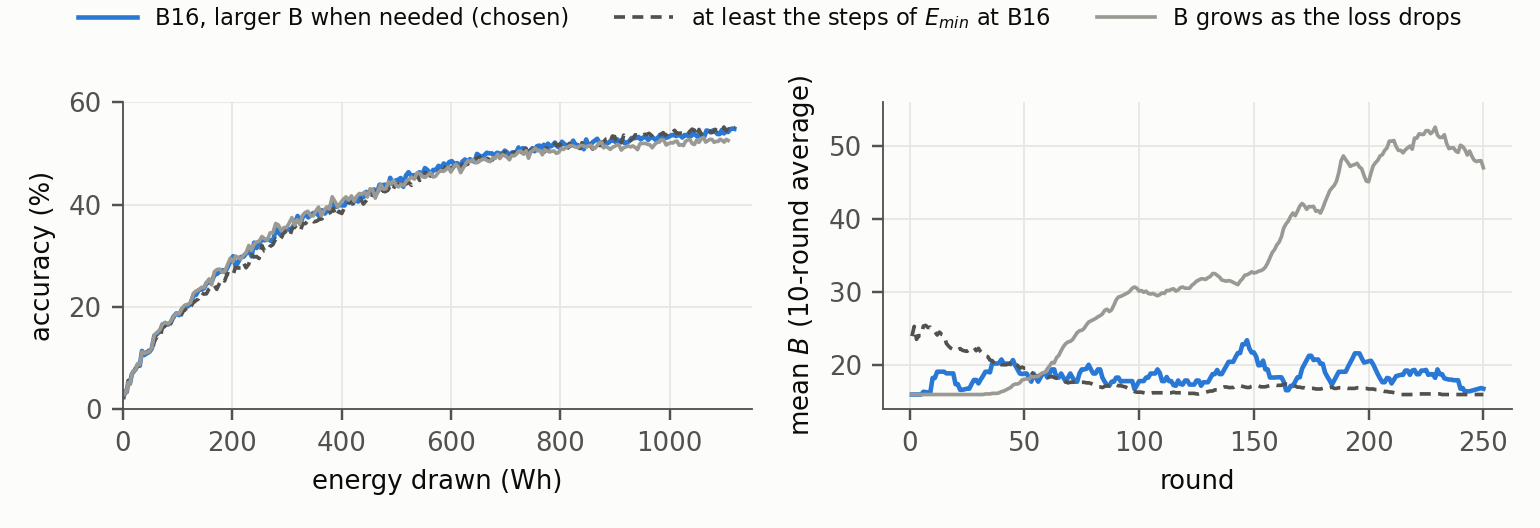 B16, larger B when needed (chosen)
at least the steps of E_min at B16
B grows as the loss drops
accuracy (%)
60
40
20
0
0 200 400 600 800 1000
energy drawn (Wh)
mean B (10-round average)
50
40
30
20
0 50 100 150 200 250
round